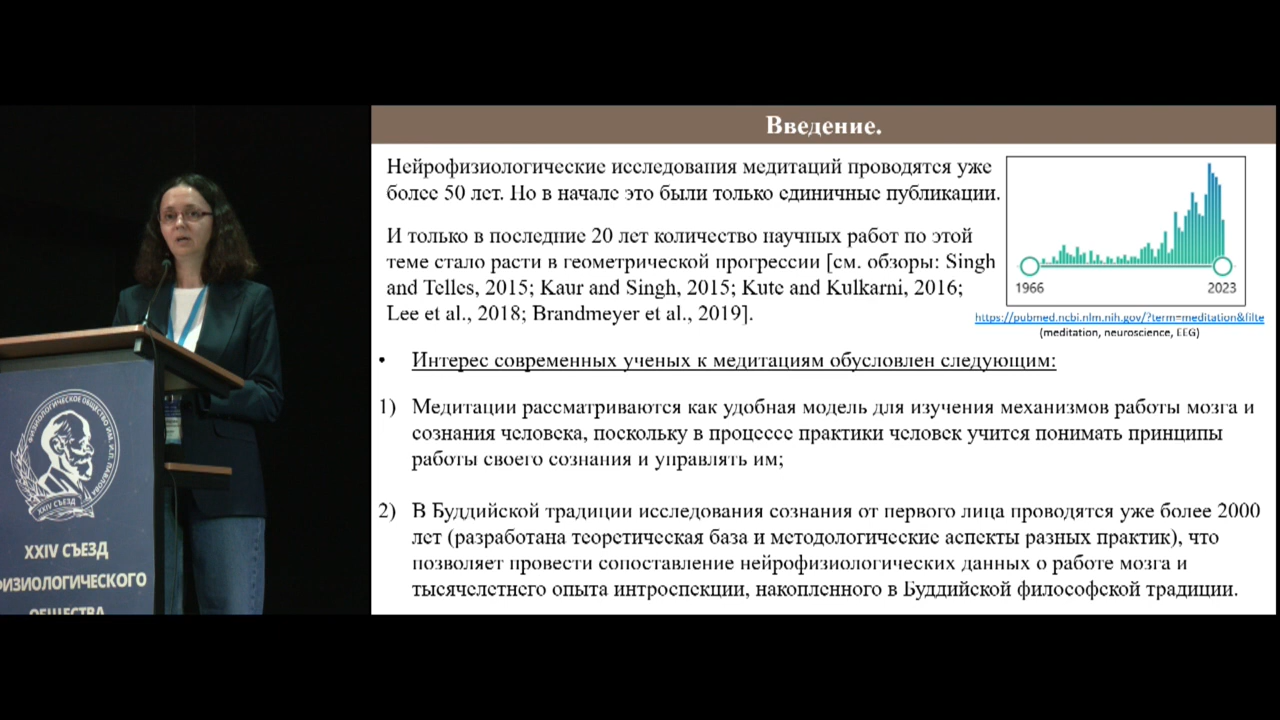 Введение.
Нейрофизиологические исследования медитаций проводятся уже
более 50 лет. Но в начале это были только единичные публикации.
И только в последние 20 лет количество научных работ по этой
теме стало расти в геометрической прогрессии [см. обзоры: Singh
and Telles, 2015; Kaur and Singh, 2015; Kute and Kulkarni, 2016;
Lee et al., 2018; Brandmeyer et al., 2019].
1966
2023
https://pubmed.ncbi.nlm.nih.gov/?term=meditation&filte
(meditation, neuroscience, EEG)
• Интерес современных ученых к медитациям обусловлен следующим:
1) Медитации рассматриваются как удобная модель для изучения механизмов работы мозга и
сознания человека, поскольку в процессе практики человек учится понимать принципы
работы своего сознания и управлять им;
2) В Буддийской традиции исследования сознания от первого лица проводятся уже более 2000
лет (разработана теоретическая база и методологические аспекты разных практик), что
позволяет провести сопоставление нейрофизиологических данных о работе мозга и
тысячелетнего опыта интроспекции, накопленного в Буддийской философской традиции.
ФИЗИОЛОГИЧЕСКОЕ ОБЩЕСТВО ИМ. И.П. ПАВЛОВА
XXIV СЪЕЗД
XXIV СЪЕЗД
ФИЗИОЛОГИЧЕСКОГО
ОБЩЕСТВА